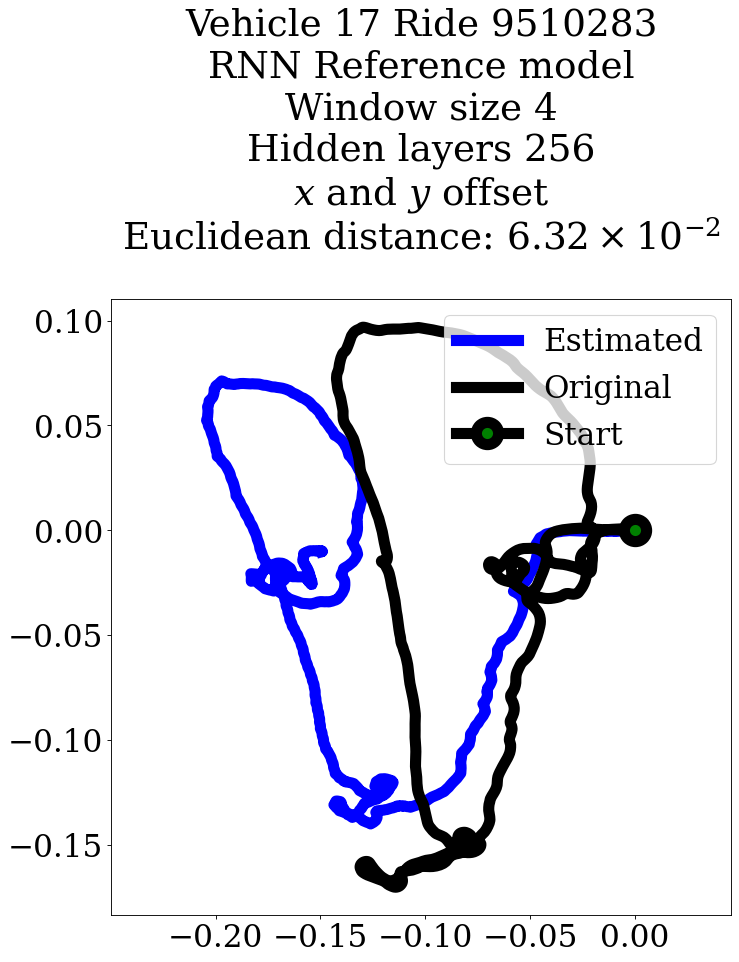 Vehicle 17 Ride 9510283
RNN Reference model
Window size 4
Hidden layers 256
x and y offset
Euclidean distance: 6.32 × 10⁻²
Estimated
Original
Start
0.10
0.05
0.00
−0.05
−0.10
−0.15
−0.20 −0.15 −0.10 −0.05 0.00